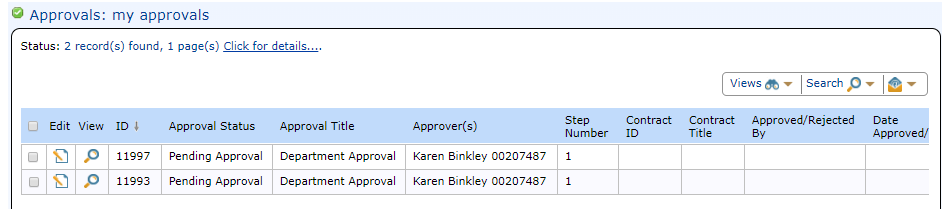 Approvals: my approvals
Status: 2 record(s) found, 1 page(s) Click for details....
Views Search
Edit View ID ↓ Approval Status Approval Title Approver(s) Step Number Contract ID Contract Title Approved/Rejected By Date Approved/
11997 Pending Approval Department Approval Karen Binkley 00207487 1
11993 Pending Approval Department Approval Karen Binkley 00207487 1